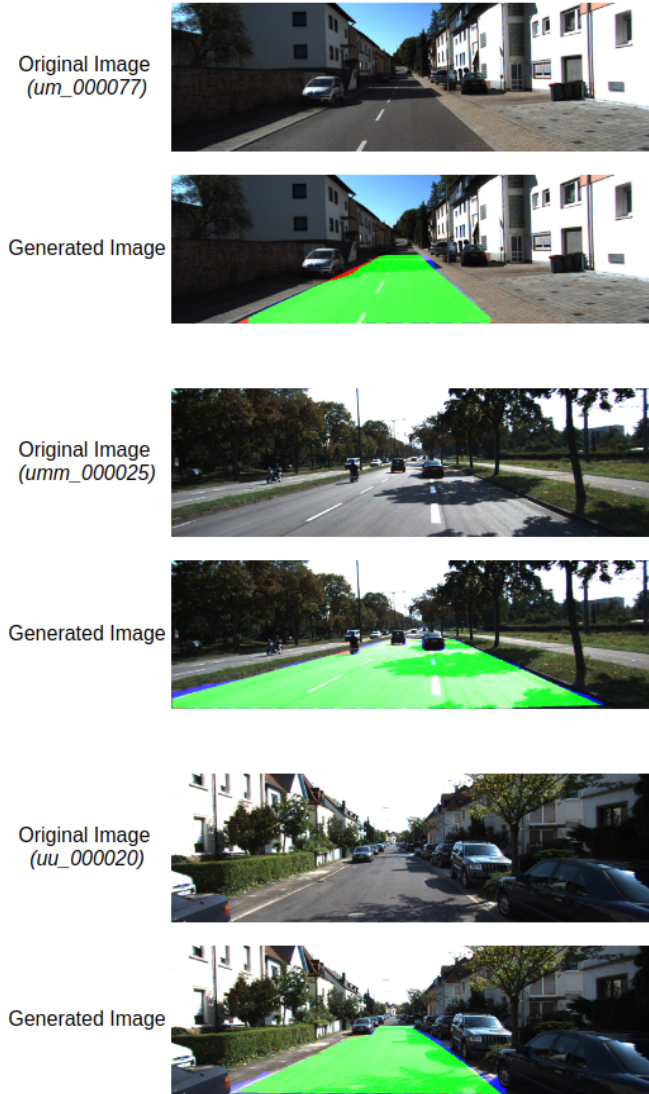 Original Image
(um_000077)
Generated Image
Original Image
(umm_000025)
Generated Image
Original Image
(uu_000020)
Generated Image